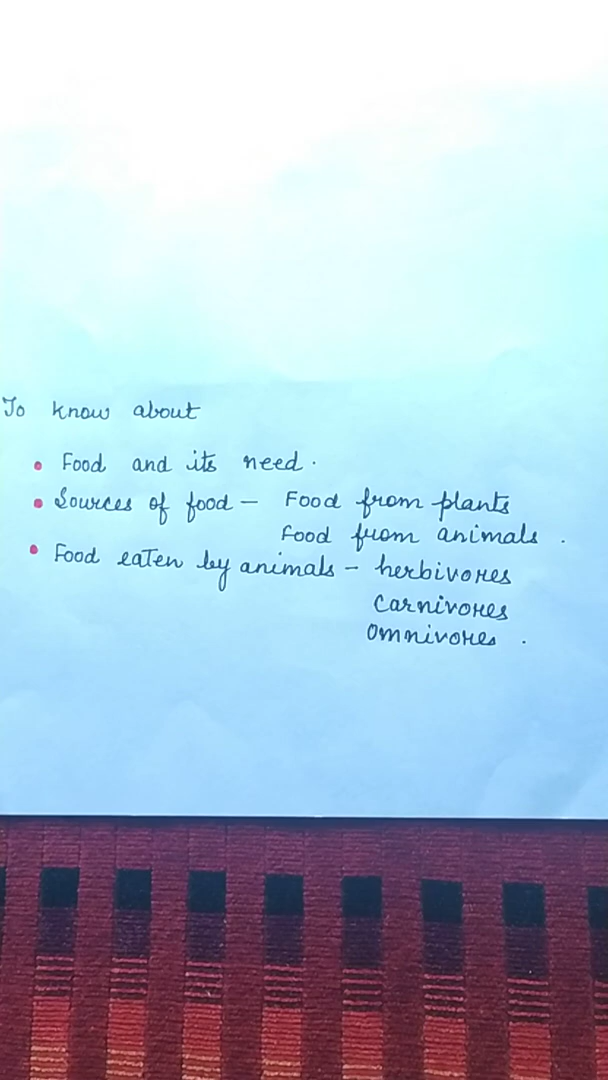 To know about
• Food and its need.
• Sources of food – Food from plants
Food from animals.
• Food eaten by animals – herbivores
Carnivores
Omnivores.